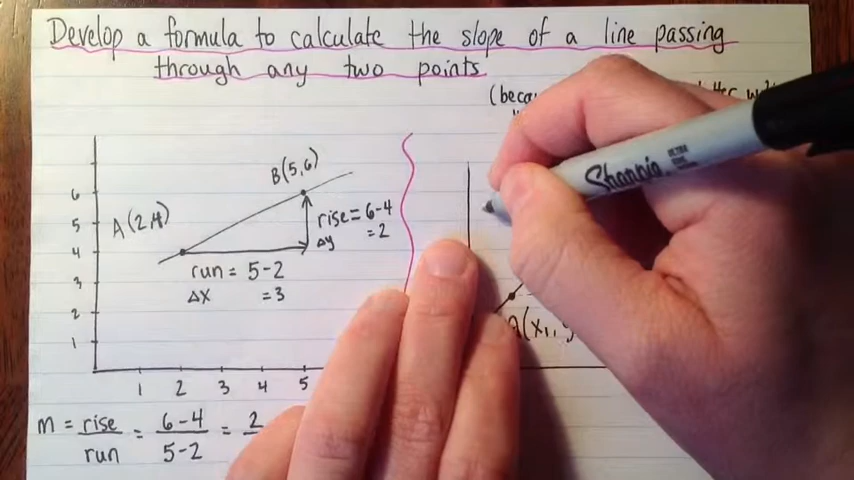 Develop a formula to calculate the slope of a line passing
through any two points
B(5,6)
6
5
4
2
1
A(2,4)
rise = 6-4
Δy = 2
run = 5-2
Δx = 3
1 2 3 4 5
m = rise/run = 6-4/5-2 = 2
A(x₁,
Sharpie